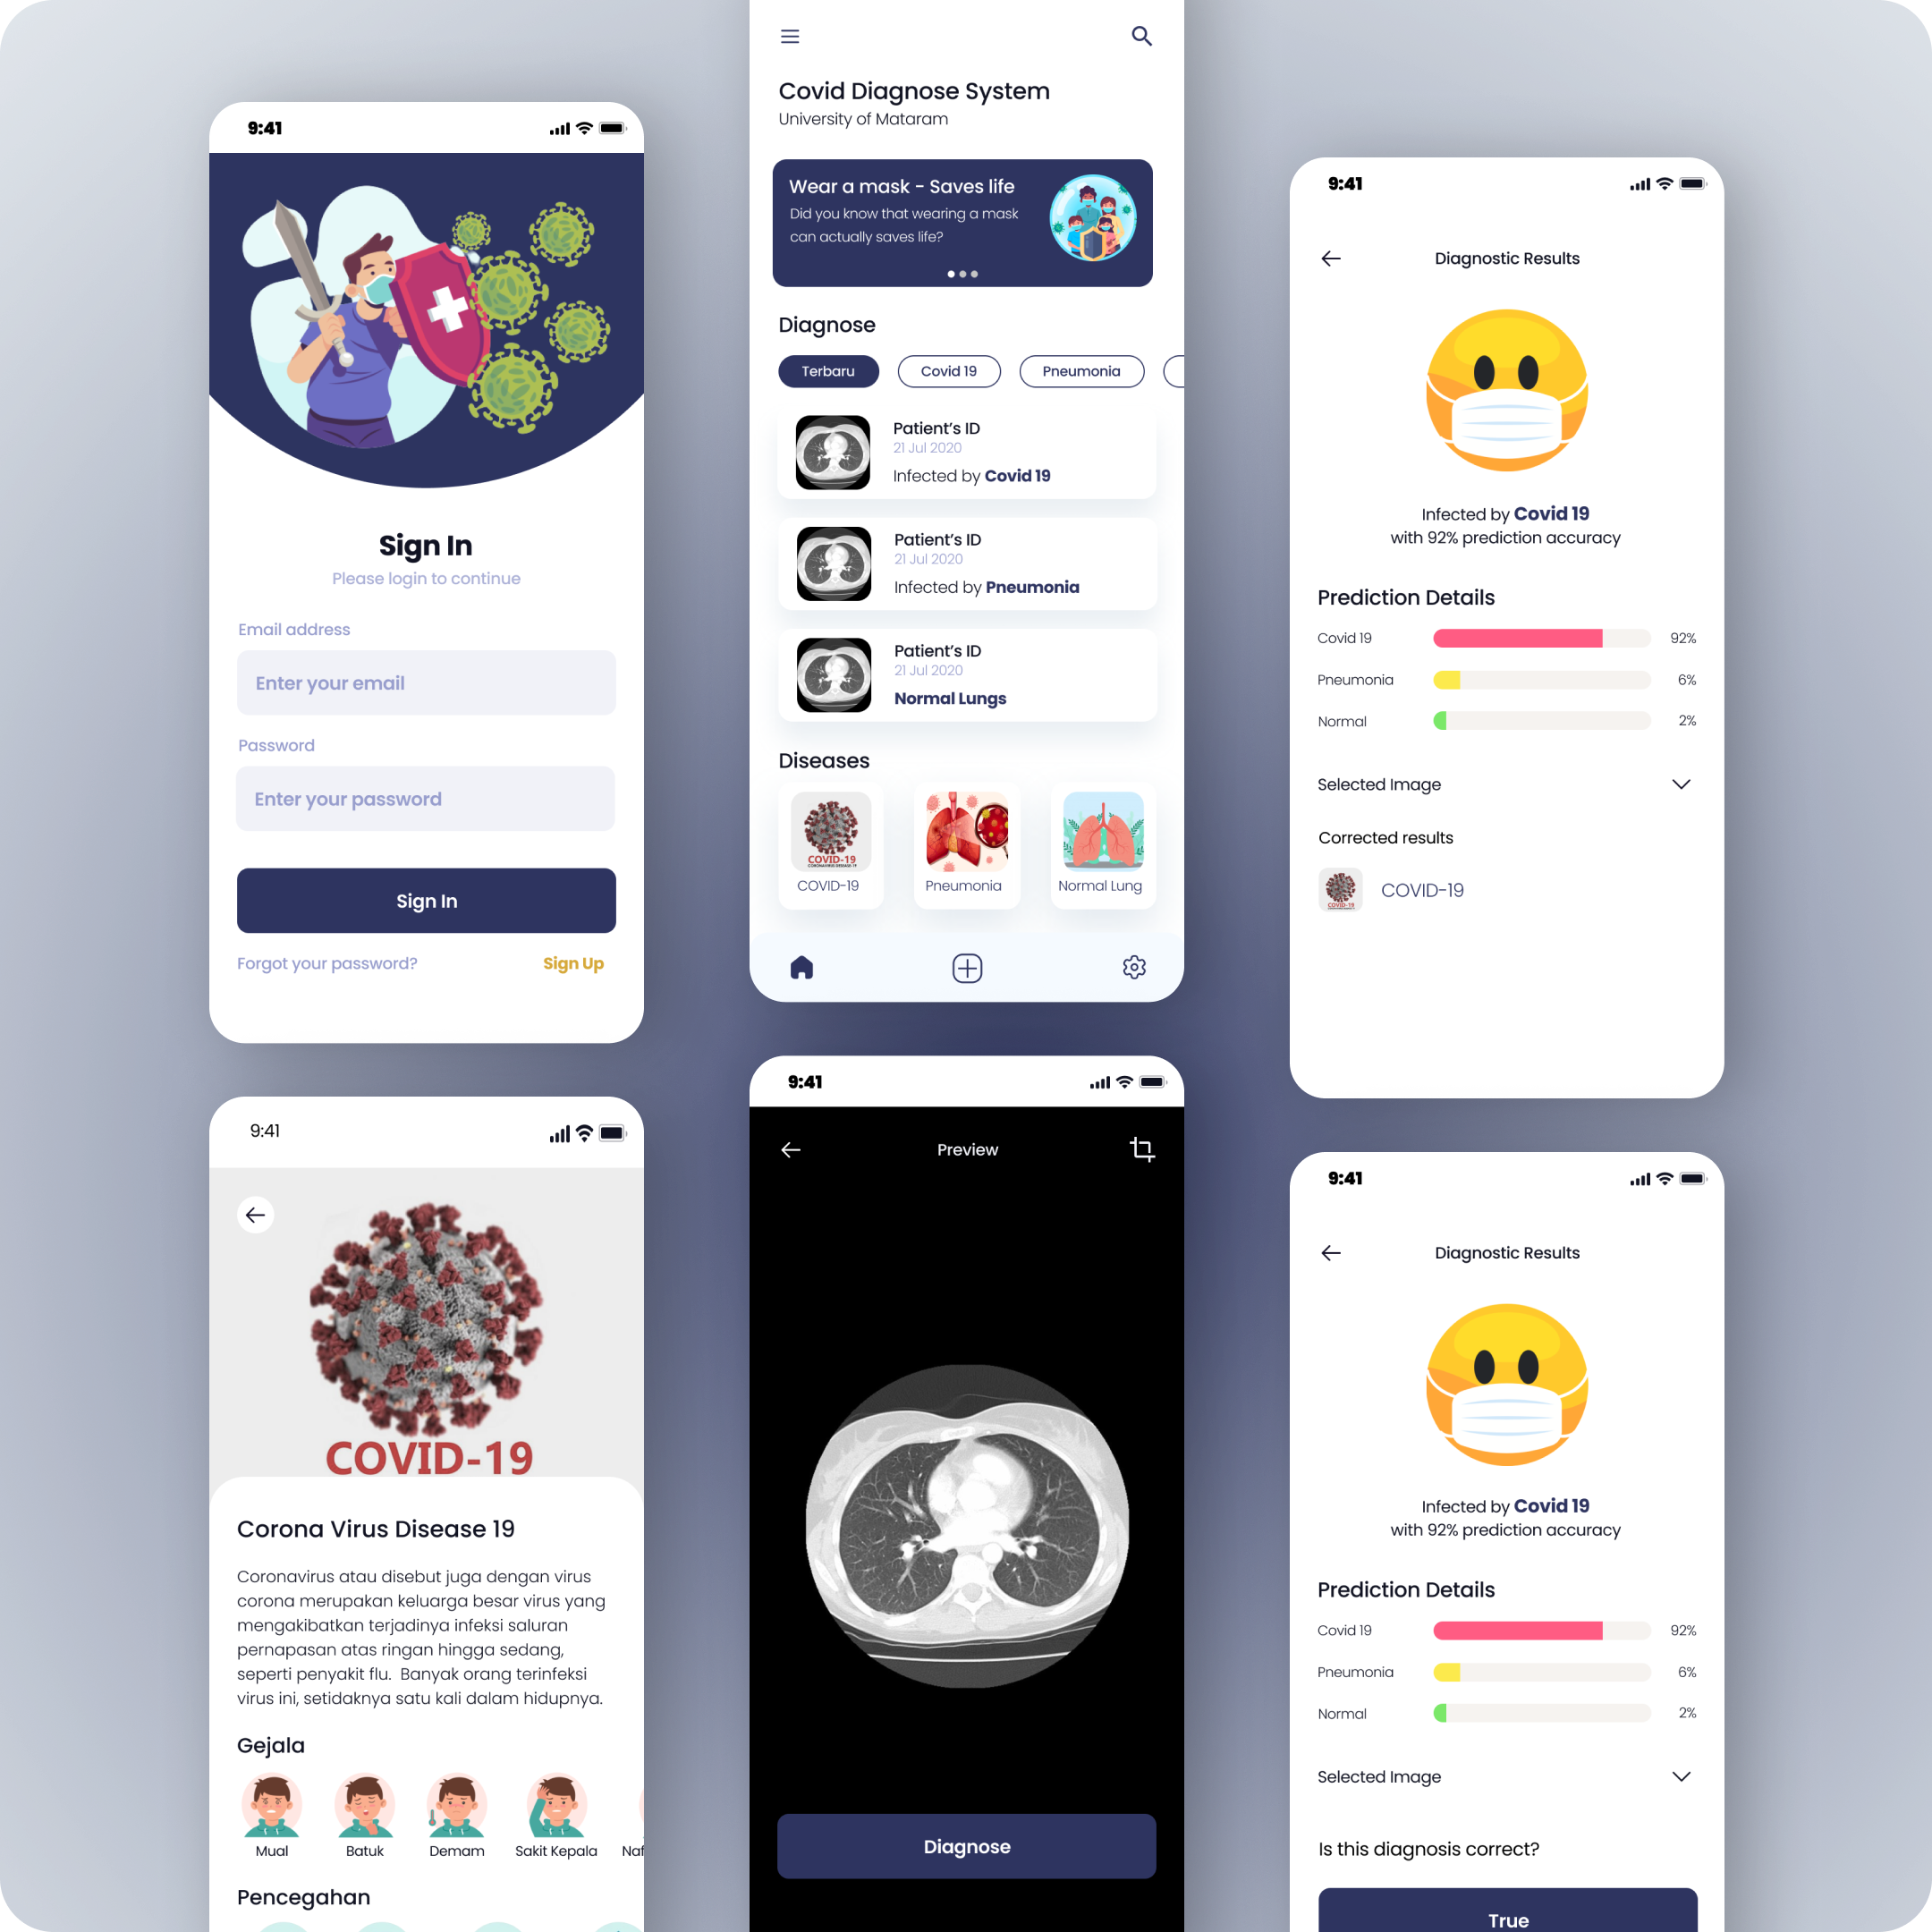 9:41
Sign In
Please login to continue
Email address
Enter your email
Password
Enter your password
Sign In
Forgot your password? Sign Up
Covid Diagnose System
University of Mataram
Wear a mask - Saves life
Did you know that wearing a mask
can actually saves life?
Diagnose
Terbaru Covid 19 Pneumonia
Patient's ID
21 Jul 2020
Infected by Covid 19
Patient's ID
21 Jul 2020
Infected by Pneumonia
Patient's ID
21 Jul 2020
Normal Lungs
Diseases
COVID-19
CORONAVIRUS DISEASE 19
COVID-19 Pneumonia Normal Lung
9:41
Diagnostic Results
Infected by Covid 19
with 92% prediction accuracy
Prediction Details
Covid 19 92%
Pneumonia 6%
Normal 2%
Selected Image
Corrected results
COVID-19
COVID-19
9:41
COVID-19
Corona Virus Disease 19
Coronavirus atau disebut juga dengan virus
corona merupakan keluarga besar virus yang
mengakibatkan terjadinya infeksi saluran
pernapasan atas ringan hingga sedang,
seperti penyakit flu. Banyak orang terinfeksi
virus ini, setidaknya satu kali dalam hidupnya.
Gejala
Mual Batuk Demam Sakit Kepala Naf
Pencegahan
9:41
Preview
Diagnose
9:41
Diagnostic Results
Infected by Covid 19
with 92% prediction accuracy
Prediction Details
Covid 19 92%
Pneumonia 6%
Normal 2%
Selected Image
Is this diagnosis correct?
True